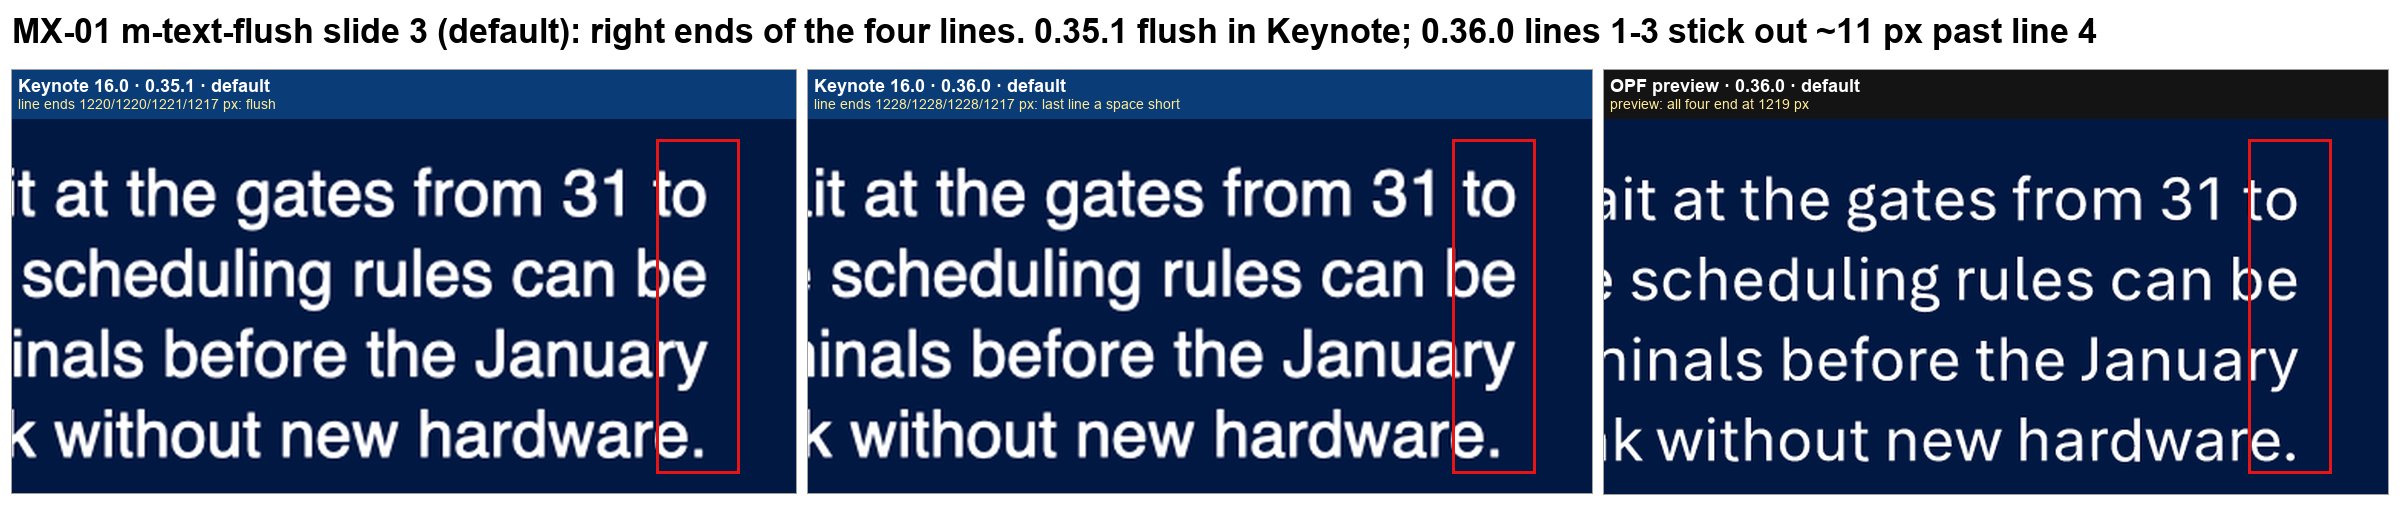 MX-01 m-text-flush slide 3 (default): right ends of the four lines. 0.35.1 flush in Keynote; 0.36.0 lines 1-3 stick out ~11 px past line 4
Keynote 16.0 · 0.35.1 · default
line ends 1220/1220/1221/1217 px: flush
it at the gates from 31 to
scheduling rules can be
inals before the January
k without new hardware.
Keynote 16.0 · 0.36.0 · default
line ends 1228/1228/1228/1217 px: last line a space short
it at the gates from 31 to
scheduling rules can be
inals before the January
k without new hardware.
OPF preview · 0.36.0 · default
preview: all four end at 1219 px
ait at the gates from 31 to
e scheduling rules can be
ninals before the January
k without new hardware.